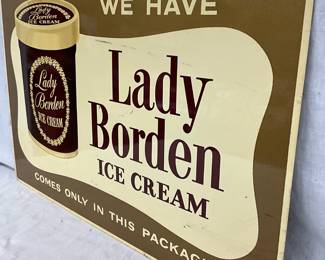 WE HAVE
Lady
Borden
ICE CREAM
Lady
Borden
ICE CREAM
Lady
Borden
ICE CREAM
COMES ONLY IN THIS PACKAG